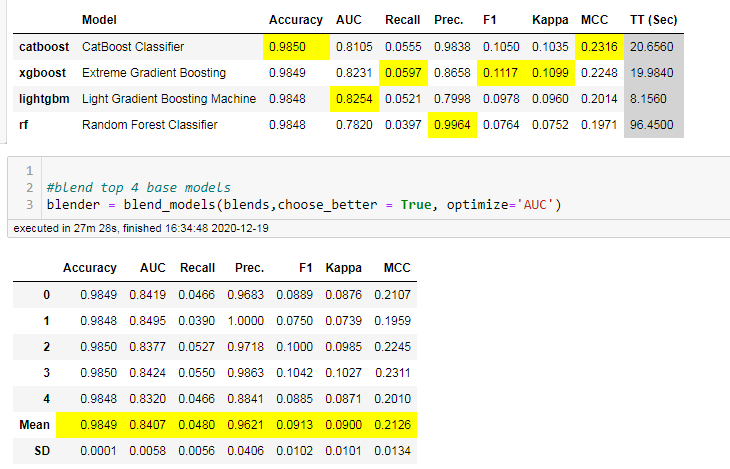 Model Accuracy AUC Recall Prec. F1 Kappa MCC TT (Sec)
catboost CatBoost Classifier 0.9850 0.8105 0.0555 0.9838 0.1050 0.1035 0.2316 20.6560
xgboost Extreme Gradient Boosting 0.9849 0.8231 0.0597 0.8658 0.1117 0.1099 0.2248 19.9840
lightgbm Light Gradient Boosting Machine 0.9848 0.8254 0.0521 0.7998 0.0978 0.0960 0.2014 8.1560
rf Random Forest Classifier 0.9848 0.7820 0.0397 0.9964 0.0764 0.0752 0.1971 96.4500
1
2 #blend top 4 base models
3 blender = blend_models(blends,choose_better = True, optimize='AUC')
executed in 27m 28s, finished 16:34:48 2020-12-19
Accuracy AUC Recall Prec. F1 Kappa MCC
0 0.9849 0.8419 0.0466 0.9683 0.0889 0.0876 0.2107
1 0.9848 0.8495 0.0390 1.0000 0.0750 0.0739 0.1959
2 0.9850 0.8377 0.0527 0.9718 0.1000 0.0985 0.2245
3 0.9850 0.8424 0.0550 0.9863 0.1042 0.1027 0.2311
4 0.9848 0.8320 0.0466 0.8841 0.0885 0.0871 0.2010
Mean 0.9849 0.8407 0.0480 0.9621 0.0913 0.0900 0.2126
SD 0.0001 0.0058 0.0056 0.0406 0.0102 0.0101 0.0134